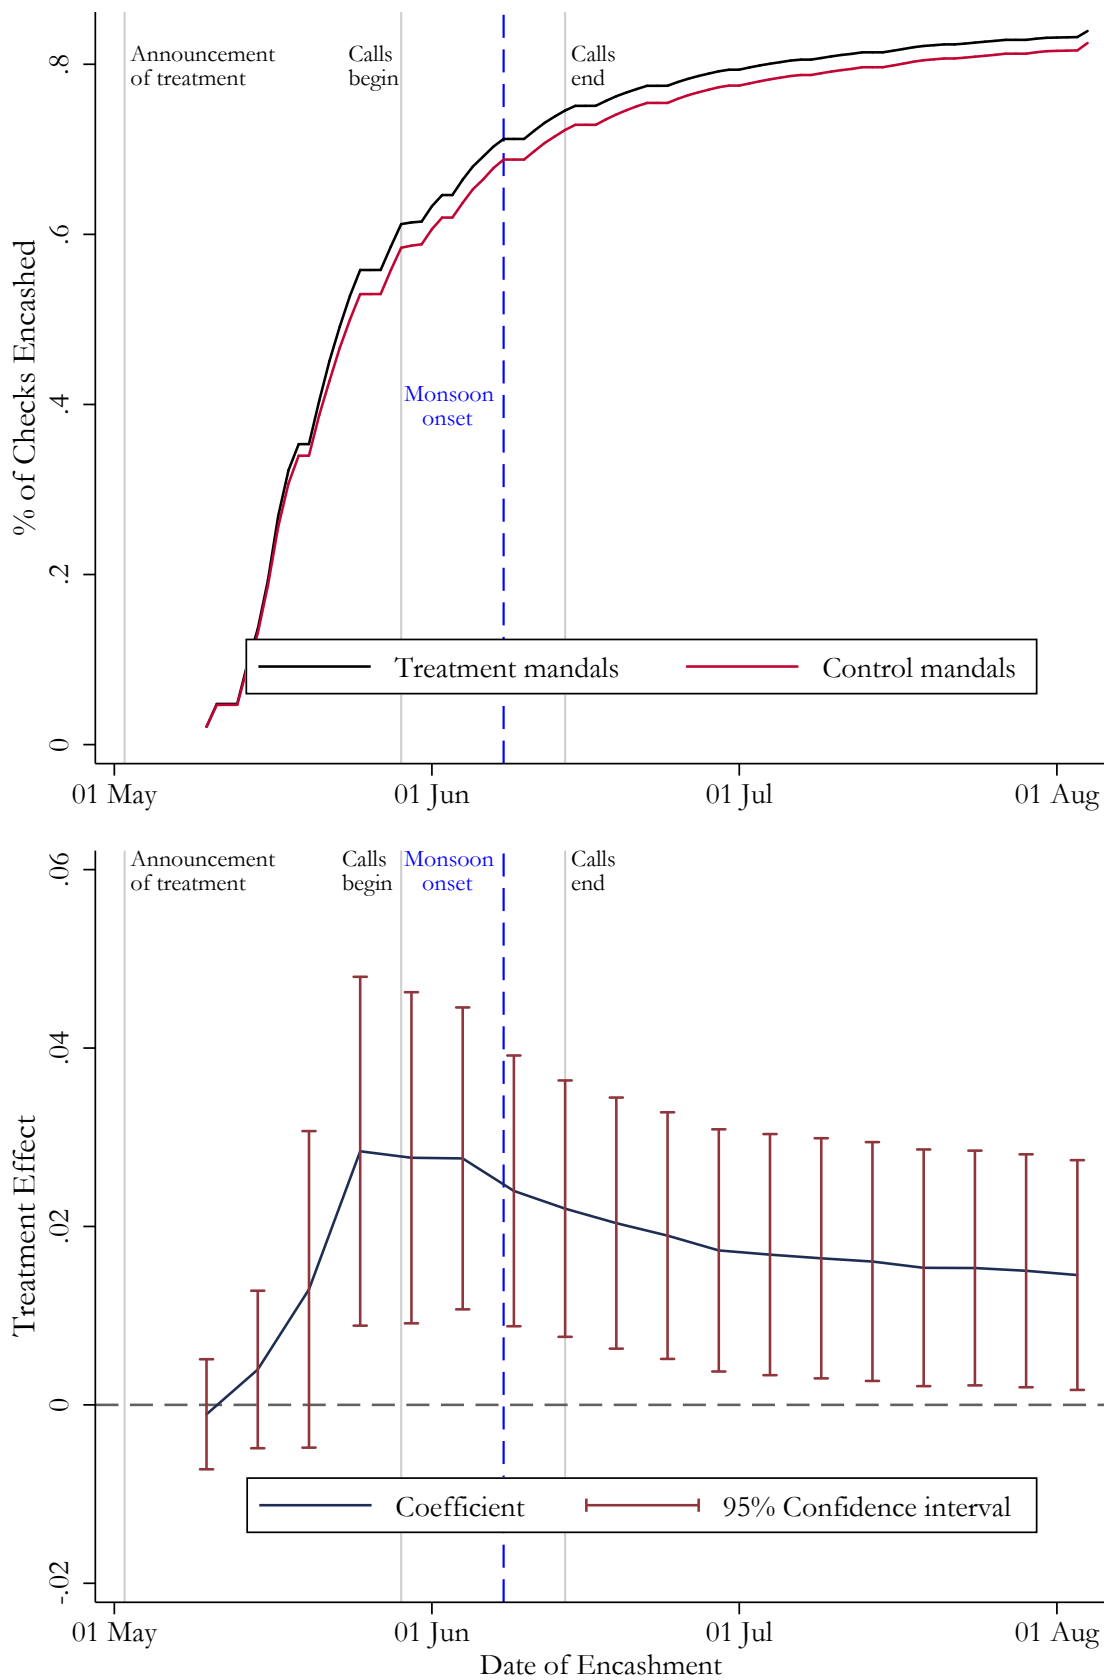 Announcement
of treatment
Calls
begin
Calls
end
Monsoon
onset
% of Checks Encashed
.8
.6
.4
.2
0
Treatment mandals
Control mandals
01 May
01 Jun
01 Jul
01 Aug
Announcement
of treatment
Calls
begin
Monsoon
onset
Calls
end
Treatment Effect
.06
.04
.02
0
-.02
Coefficient
95% Confidence interval
01 May
01 Jun
01 Jul
01 Aug
Date of Encashment